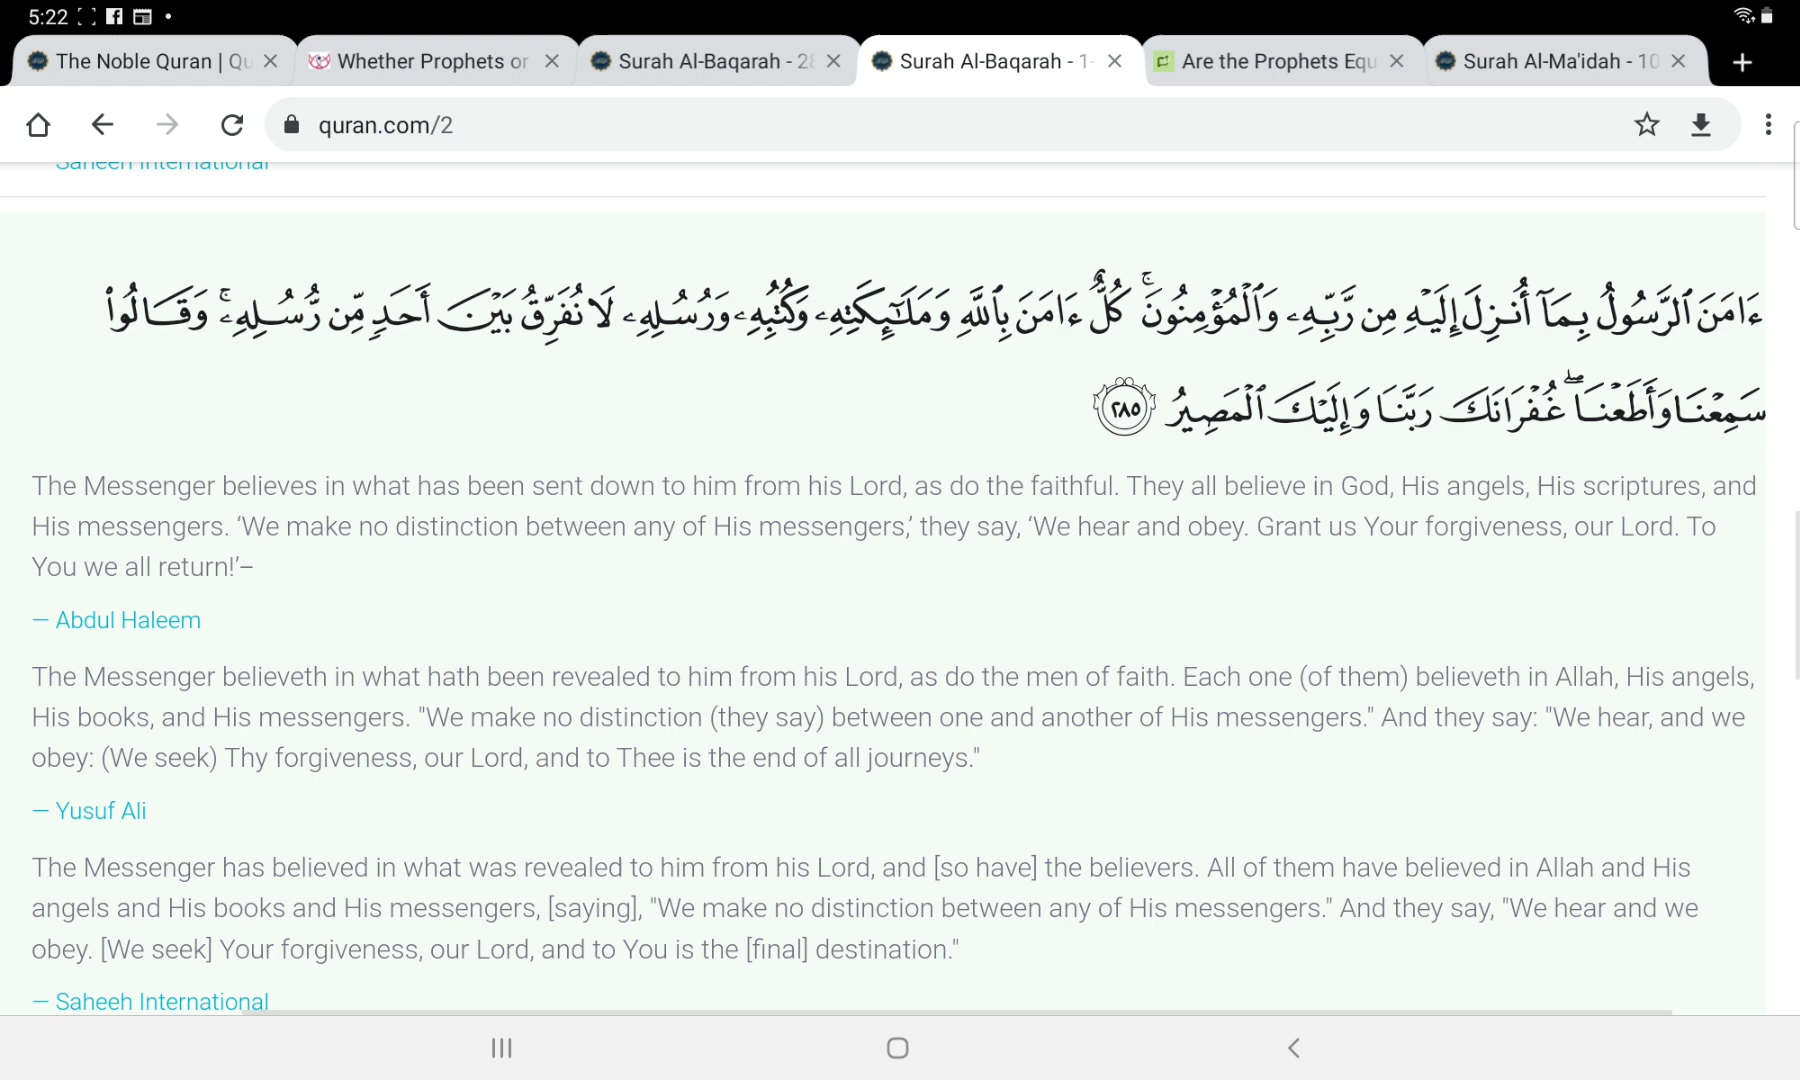 5:22
The Noble Quran | Qu
Whether Prophets or
Surah Al-Baqarah - 28
Surah Al-Baqarah - 1-
Are the Prophets Equ
Surah Al-Ma'idah - 10
quran.com/2
Saheeh International
ءَامَنَ ٱلرَّسُولُ بِمَآ أُنزِلَ إِلَيْهِ مِن رَّبِّهِۦ وَٱلْمُؤْمِنُونَ ۚ كُلٌّ ءَامَنَ بِٱللَّهِ وَمَلَـٰٓئِكَتِهِۦ وَكُتُبِهِۦ وَرُسُلِهِۦ لَا نُفَرِّقُ بَيْنَ أَحَدٍ مِّن رُّسُلِهِۦ ۚ وَقَالُوا۟
سَمِعْنَا وَأَطَعْنَا ۖ غُفْرَانَكَ رَبَّنَا وَإِلَيْكَ ٱلْمَصِيرُ ٢٨٥
The Messenger believes in what has been sent down to him from his Lord, as do the faithful. They all believe in God, His angels, His scriptures, and
His messengers. ‘We make no distinction between any of His messengers,’ they say, ‘We hear and obey. Grant us Your forgiveness, our Lord. To
You we all return!’–
— Abdul Haleem
The Messenger believeth in what hath been revealed to him from his Lord, as do the men of faith. Each one (of them) believeth in Allah, His angels,
His books, and His messengers. "We make no distinction (they say) between one and another of His messengers." And they say: "We hear, and we
obey: (We seek) Thy forgiveness, our Lord, and to Thee is the end of all journeys."
— Yusuf Ali
The Messenger has believed in what was revealed to him from his Lord, and [so have] the believers. All of them have believed in Allah and His
angels and His books and His messengers, [saying], "We make no distinction between any of His messengers." And they say, "We hear and we
obey. [We seek] Your forgiveness, our Lord, and to You is the [final] destination."
— Saheeh International